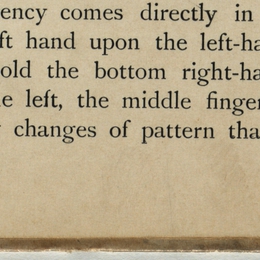 ency comes directly in
ft hand upon the left-ha
old the bottom right-ha
e left, the middle finger
changes of pattern tha